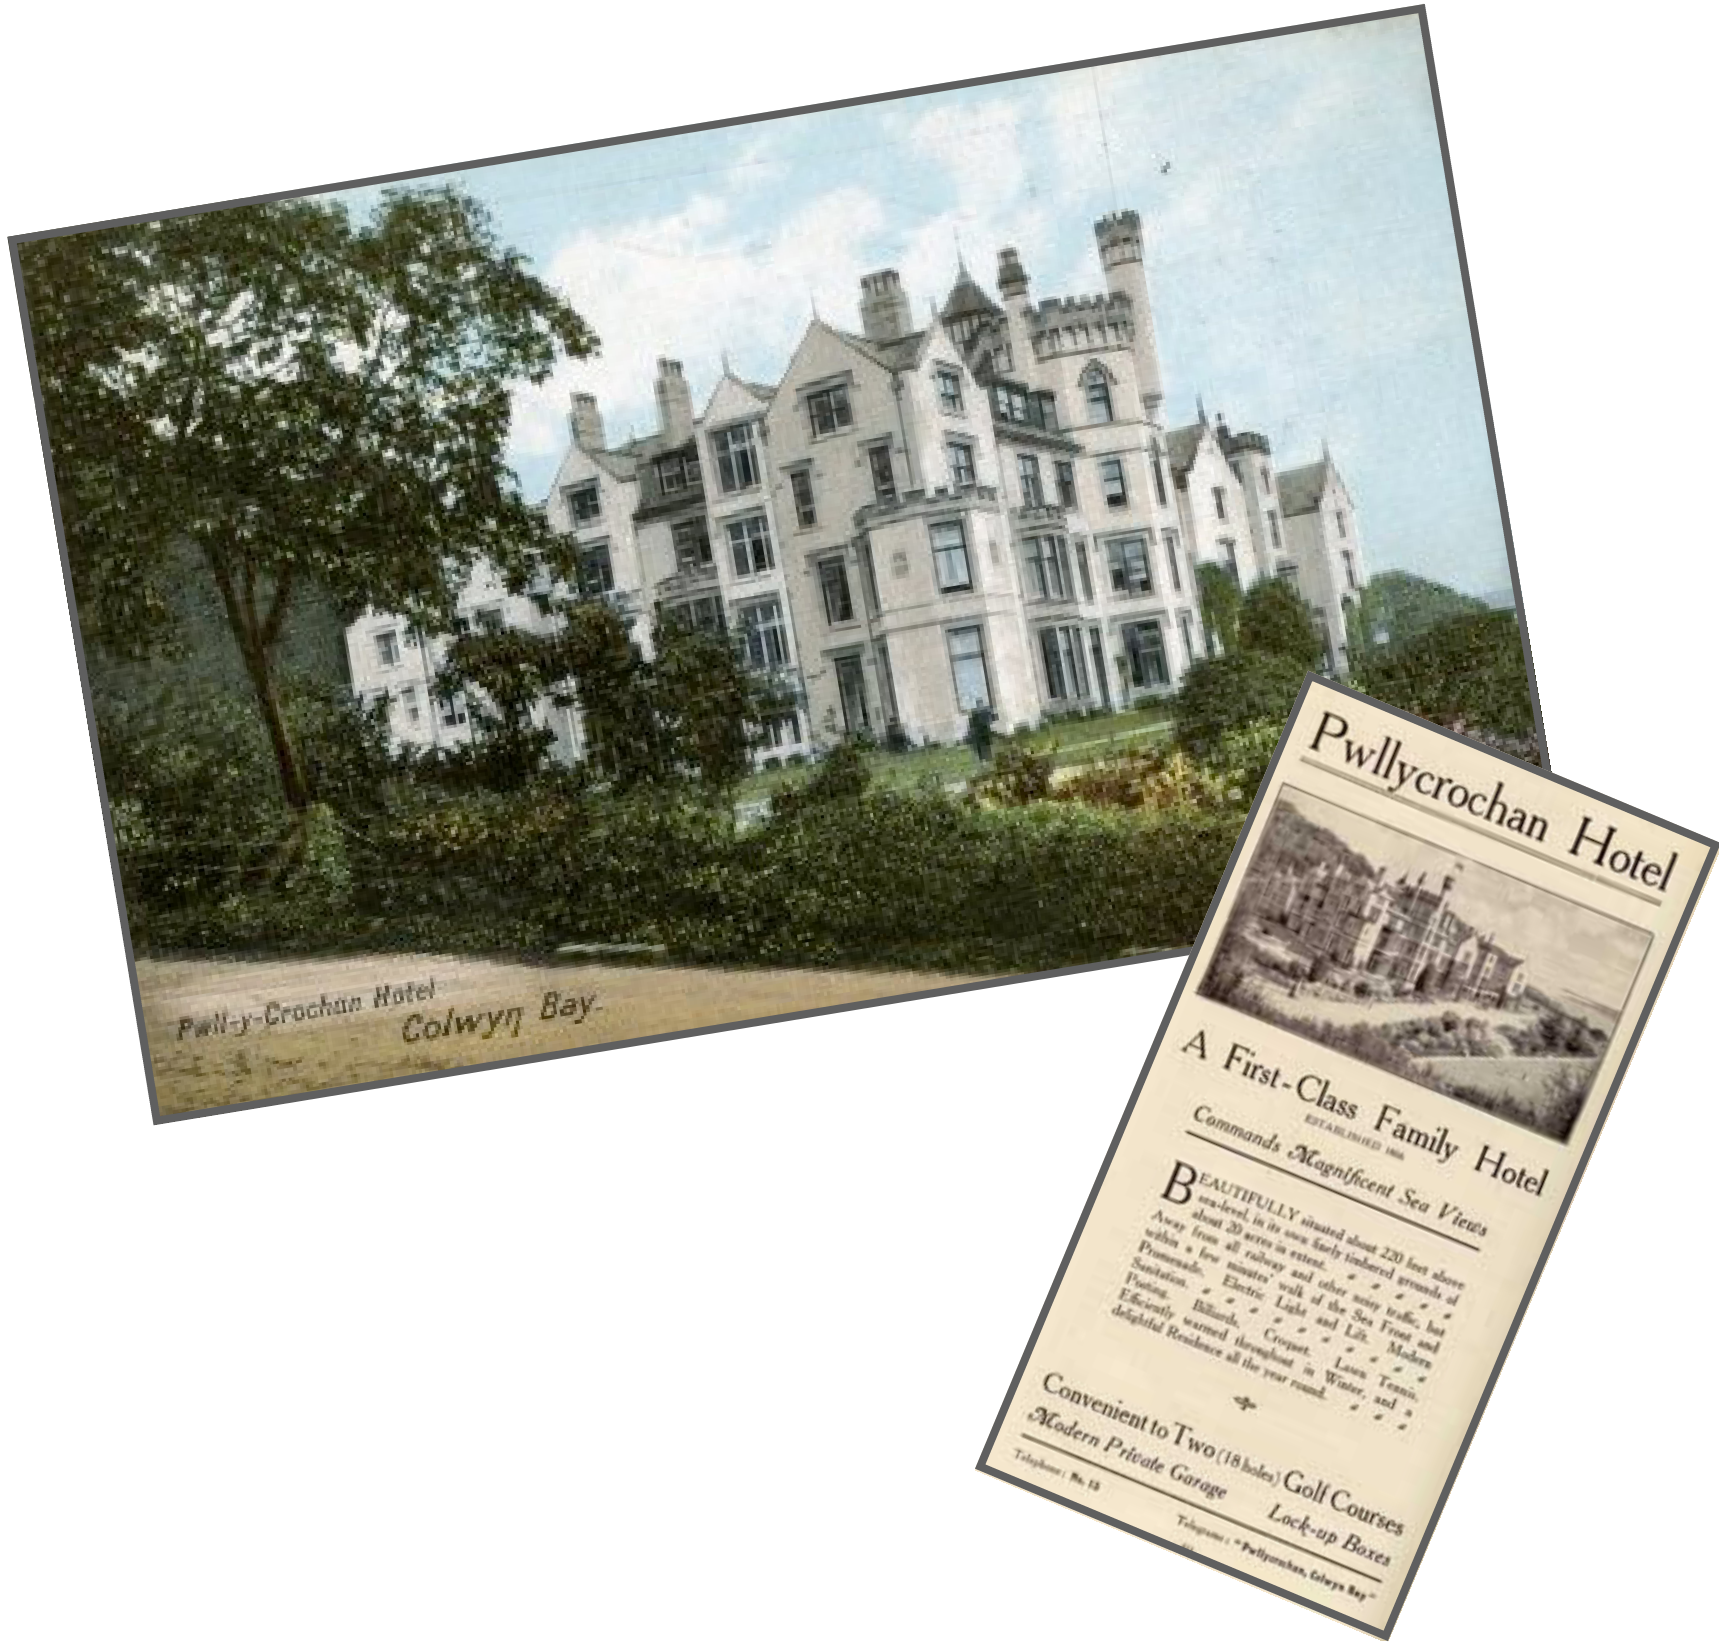 Pwll-y-Crochan Hotel
Colwyn Bay.
Pwllycrochan Hotel
A First-Class Family Hotel
ESTABLISHED 1866
Commands Magnificent Sea Views
BEAUTIFULLY situated about 220 feet above
sea-level, in its own finely timbered grounds of
about 20 acres in extent.
Away from all railway and other noisy traffic, but
within a few minutes' walk of the Sea Front and
Promenade. Electric Light and Lift. Modern
Sanitation.
Posting. Billiards. Croquet. Lawn Tennis.
Efficiently warmed throughout in Winter, and a
delightful Residence all the year round.
Convenient to Two (18 holes) Golf Courses
Modern Private Garage Lock-up Boxes
Telephone: No. 15
Telegrams: "Pwllycrochan, Colwyn Bay"